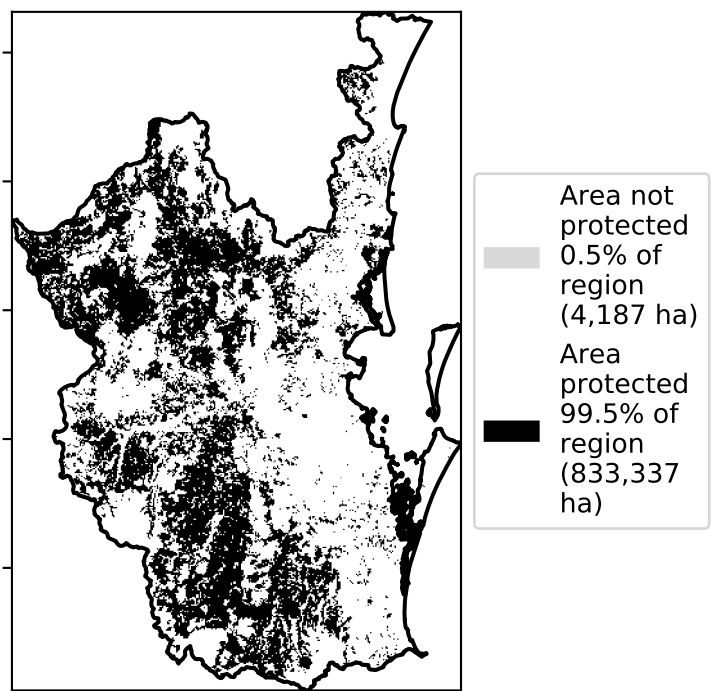 Area not
protected
0.5% of
region
(4,187 ha)
Area
protected
99.5% of
region
(833,337
ha)